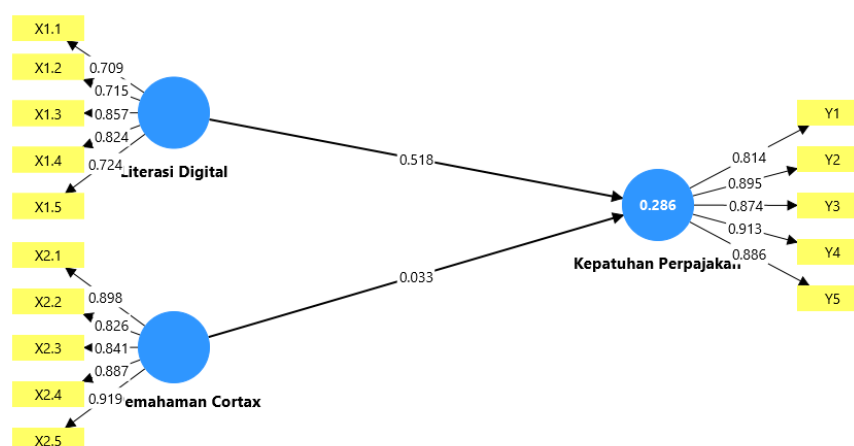 X1.1
X1.2
X1.3
X1.4
X1.5
0.709
0.715
0.857
0.824
0.724
Literasi Digital
X2.1
X2.2
X2.3
X2.4
X2.5
0.898
0.826
0.841
0.887
0.919
emahaman Cortax
0.518
0.033
0.286
Kepatuhan Perpajakan
0.814
0.895
0.874
0.913
0.886
Y1
Y2
Y3
Y4
Y5